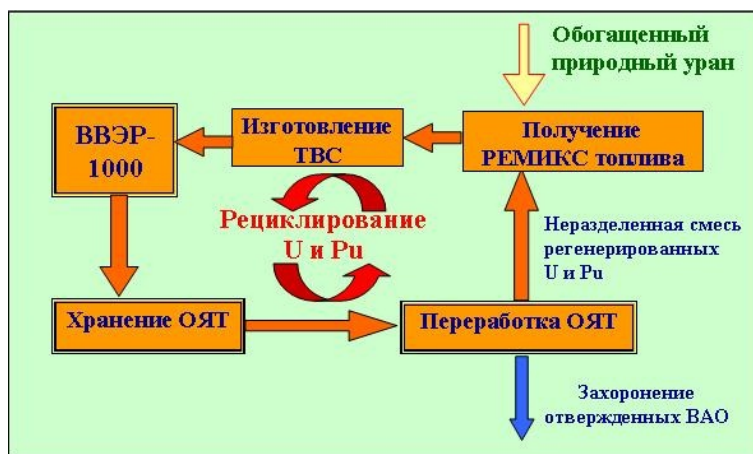 Обогащенный
природный уран
ВВЭР-
1000
Изготовление
ТВС
Получение
РЕМИКС топлива
Рециклирование
U и Pu
Неразделенная смесь
регенерированных
U и Pu
Хранение ОЯТ
Переработка ОЯТ
Захоронение
отвержденных ВАО